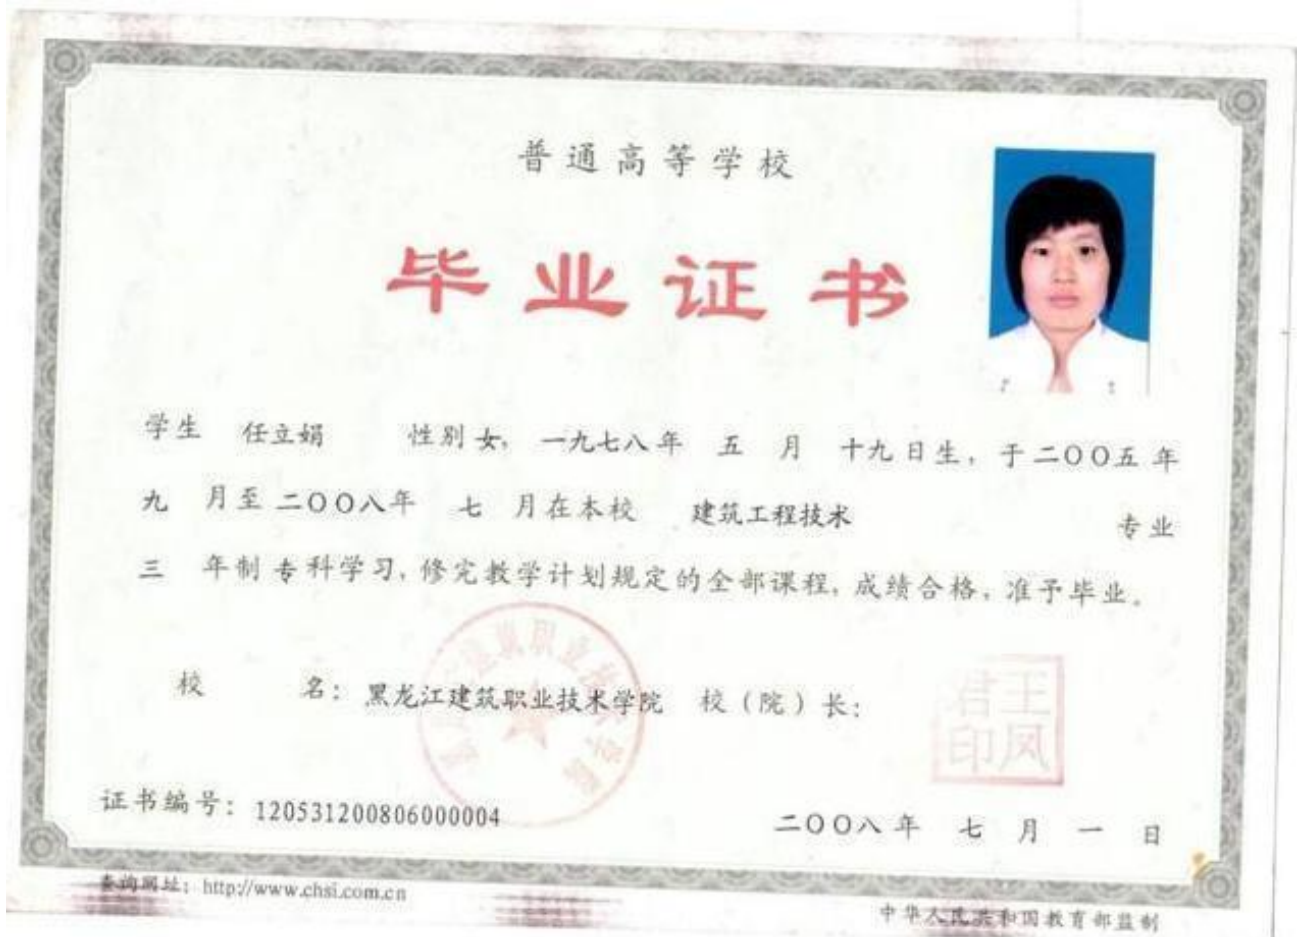 普通高等学校
毕业证书
学生 任立娟 性别 女, 一九七八年 五 月 十九日生, 于二〇〇五年
九 月至二〇〇八年 七 月在本校 建筑工程技术 专业
三 年制 专科学习, 修完教学计划规定的全部课程, 成绩合格, 准予毕业。
校 名: 黑龙江建筑职业技术学院 校(院)长:
王凤君印
证书编号: 120531200806000004
二〇〇八年 七 月 一 日
查询网址: http://www.chsi.com.cn
中华人民共和国教育部监制